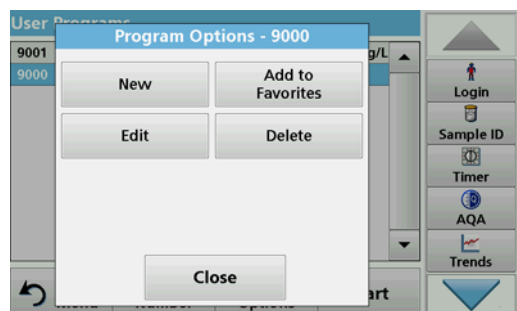 User Programs
Program Options - 9000
9001
g/L
9000
New
Add to
Favorites
Edit
Delete
Close
Login
Sample ID
Timer
AQA
Trends